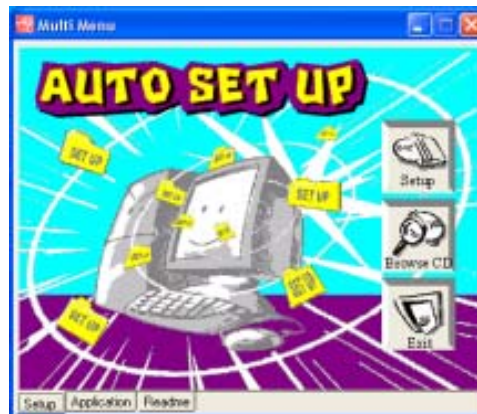 Multi Menu
AUTO SET UP
SET UP
SET UP
SET UP
SET UP
Setup
Browse CD
Exit
Setup
Application
Readme